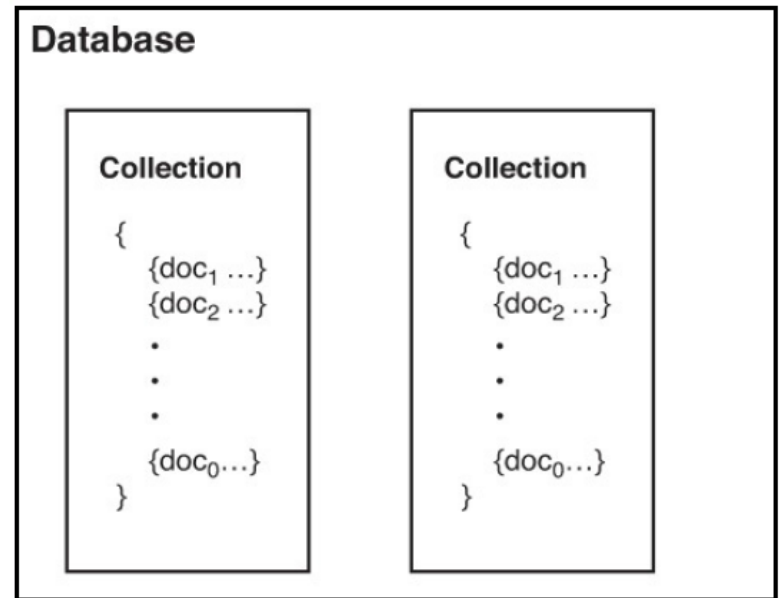 Database
Collection
{
{doc₁ ...}
{doc₂ ...}
.
.
.
{doc₀...}
}
Collection
{
{doc₁ ...}
{doc₂ ...}
.
.
.
{doc₀...}
}